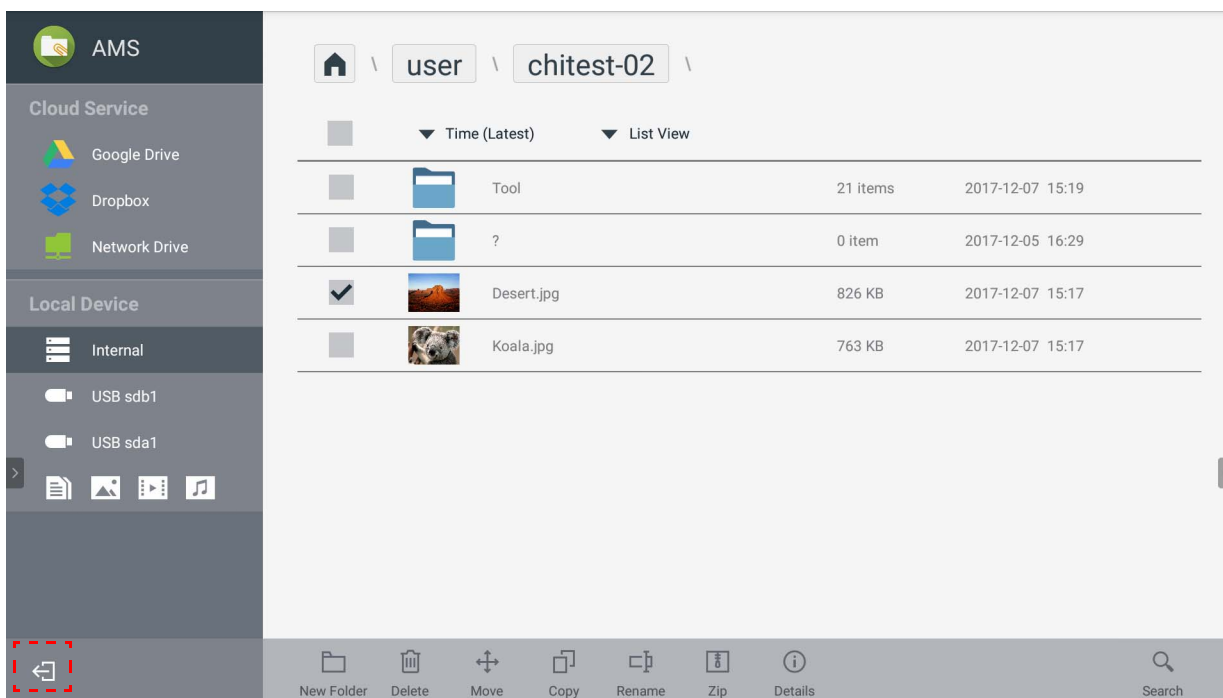 AMS
Cloud Service
Google Drive
Dropbox
Network Drive
Local Device
Internal
USB sdb1
USB sda1
\ user \ chitest-02 \
Time (Latest) List View
Tool 21 items 2017-12-07 15:19
? 0 item 2017-12-05 16:29
Desert.jpg 826 KB 2017-12-07 15:17
Koala.jpg 763 KB 2017-12-07 15:17
New Folder Delete Move Copy Rename Zip Details Search